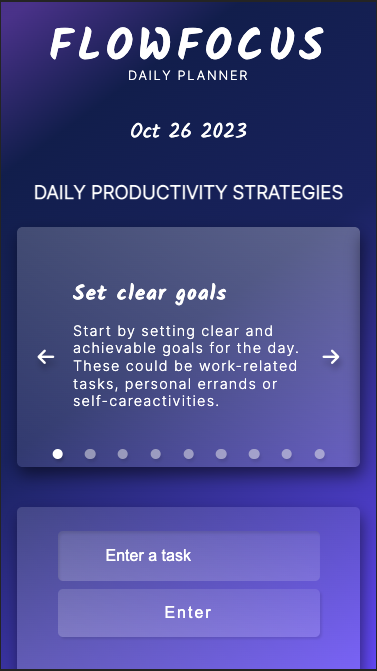 FLOWFOCUS
DAILY PLANNER
Oct 26 2023
DAILY PRODUCTIVITY STRATEGIES
Set clear goals
Start by setting clear and
achievable goals for the day.
These could be work-related
tasks, personal errands or
self-careactivities.
Enter a task
Enter